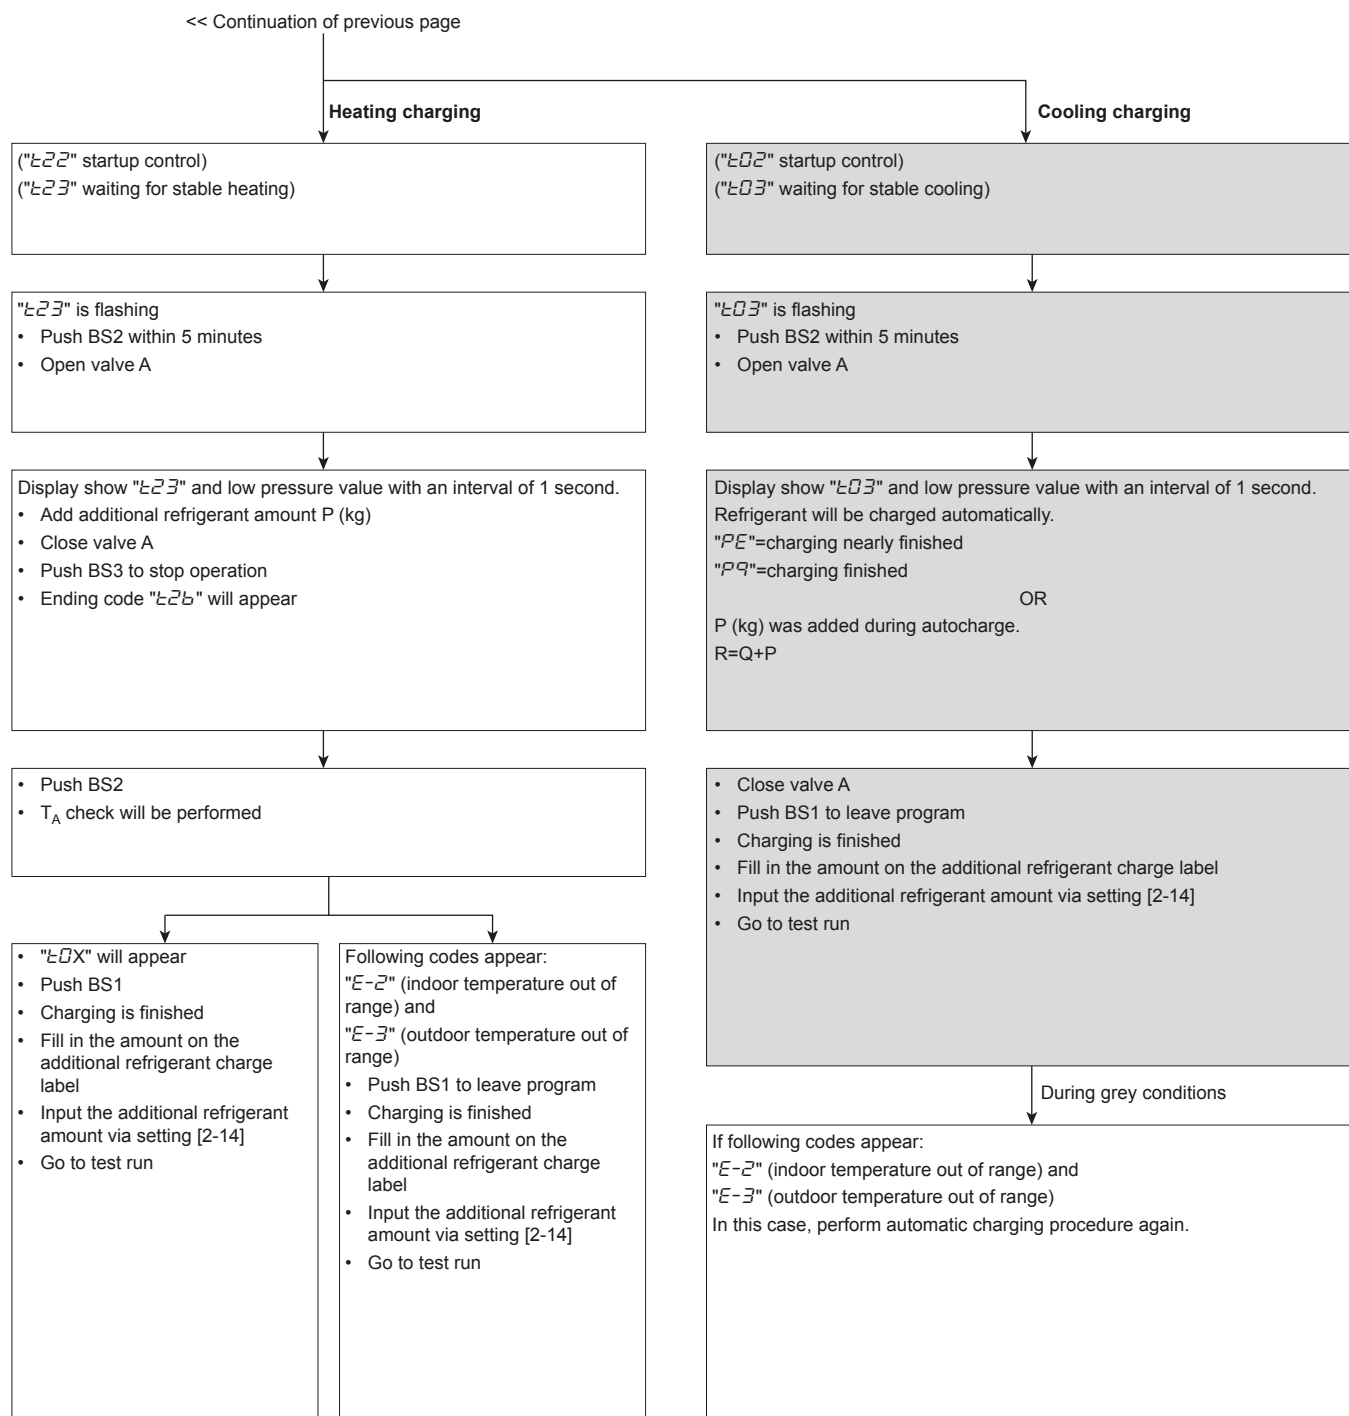 << Continuation of previous page
Heating charging
("t22" startup control)
("t23" waiting for stable heating)
"t23" is flashing
• Push BS2 within 5 minutes
• Open valve A
Display show "t23" and low pressure value with an interval of 1 second.
• Add additional refrigerant amount P (kg)
• Close valve A
• Push BS3 to stop operation
• Ending code "t26" will appear
• Push BS2
• TA check will be performed
• "t0X" will appear
• Push BS1
• Charging is finished
• Fill in the amount on the
additional refrigerant charge
label
• Input the additional refrigerant
amount via setting [2-14]
• Go to test run
Following codes appear:
"E-2" (indoor temperature out of
range) and
"E-3" (outdoor temperature out of
range)
• Push BS1 to leave program
• Charging is finished
• Fill in the amount on the
additional refrigerant charge
label
• Input the additional refrigerant
amount via setting [2-14]
• Go to test run
Cooling charging
("t02" startup control)
("t03" waiting for stable cooling)
"t03" is flashing
• Push BS2 within 5 minutes
• Open valve A
Display show "t03" and low pressure value with an interval of 1 second.
Refrigerant will be charged automatically.
"PE"=charging nearly finished
"P9"=charging finished
OR
P (kg) was added during autocharge.
R=Q+P
• Close valve A
• Push BS1 to leave program
• Charging is finished
• Fill in the amount on the additional refrigerant charge label
• Input the additional refrigerant amount via setting [2-14]
• Go to test run
During grey conditions
If following codes appear:
"E-2" (indoor temperature out of range) and
"E-3" (outdoor temperature out of range)
In this case, perform automatic charging procedure again.